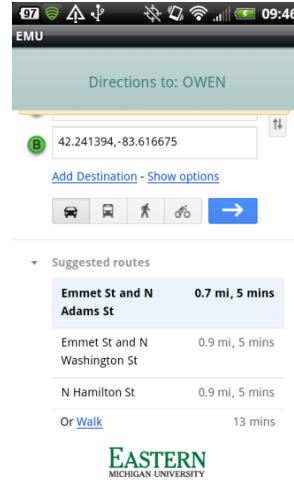 97 09:46
EMU
Directions to: OWEN
B 42.241394,-83.616675
Add Destination - Show options
Suggested routes
Emmet St and N 0.7 mi, 5 mins
Adams St
Emmet St and N 0.9 mi, 5 mins
Washington St
N Hamilton St 0.9 mi, 5 mins
Or Walk 13 mins
EASTERN
MICHIGAN UNIVERSITY